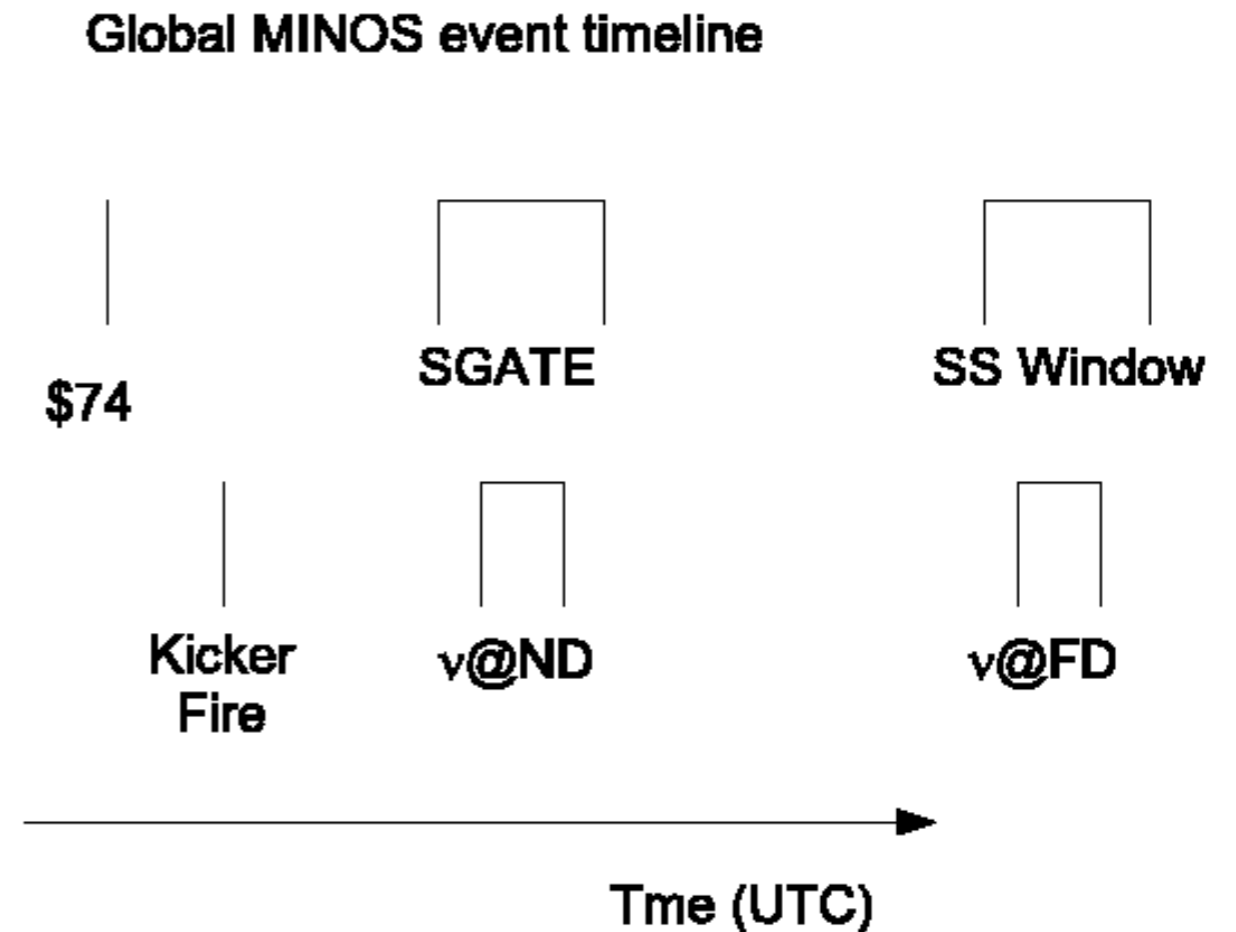 Global MINOS event timeline
$74
SGATE
SS Window
Kicker
Fire
ν@ND
ν@FD
Tme (UTC)